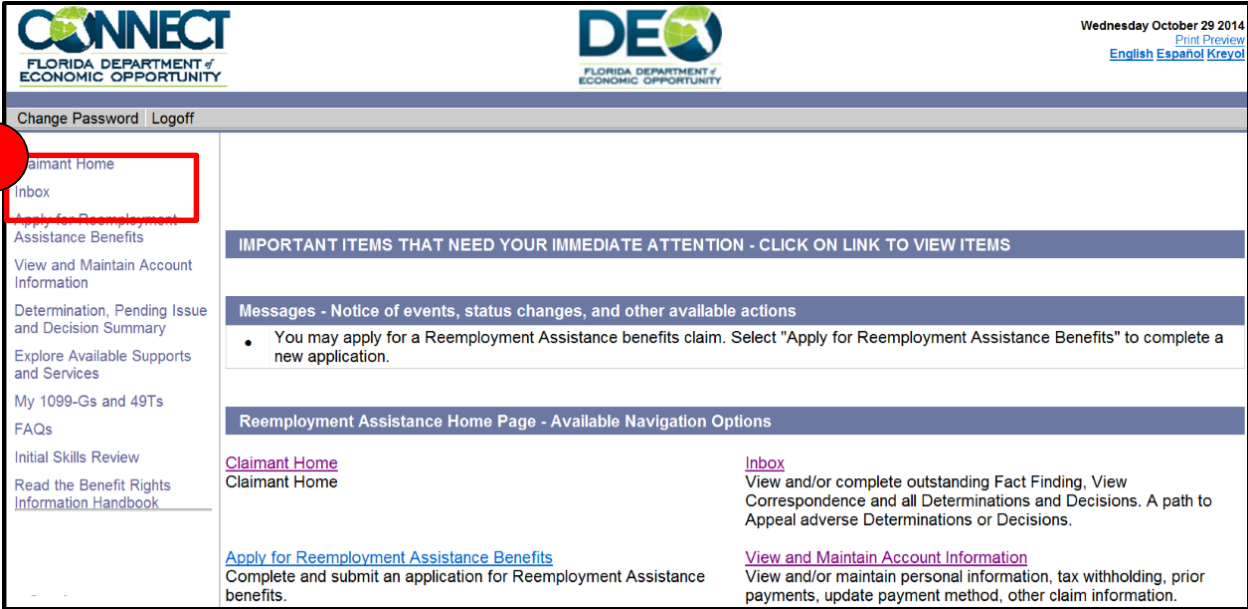 CONNECT
FLORIDA DEPARTMENT of
ECONOMIC OPPORTUNITY
DEO
FLORIDA DEPARTMENT of
ECONOMIC OPPORTUNITY
Wednesday October 29 2014
Print Preview
English Español Kreyol
Change Password Logoff
aimant Home
Inbox
Apply for Reemployment
Assistance Benefits
View and Maintain Account
Information
Determination, Pending Issue
and Decision Summary
Explore Available Supports
and Services
My 1099-Gs and 49Ts
FAQs
Initial Skills Review
Read the Benefit Rights
Information Handbook
IMPORTANT ITEMS THAT NEED YOUR IMMEDIATE ATTENTION - CLICK ON LINK TO VIEW ITEMS
Messages - Notice of events, status changes, and other available actions
• You may apply for a Reemployment Assistance benefits claim. Select "Apply for Reemployment Assistance Benefits" to complete a
new application.
Reemployment Assistance Home Page - Available Navigation Options
Claimant Home
Claimant Home
Inbox
View and/or complete outstanding Fact Finding, View
Correspondence and all Determinations and Decisions. A path to
Appeal adverse Determinations or Decisions.
Apply for Reemployment Assistance Benefits
Complete and submit an application for Reemployment Assistance
benefits.
View and Maintain Account Information
View and/or maintain personal information, tax withholding, prior
payments, update payment method, other claim information.